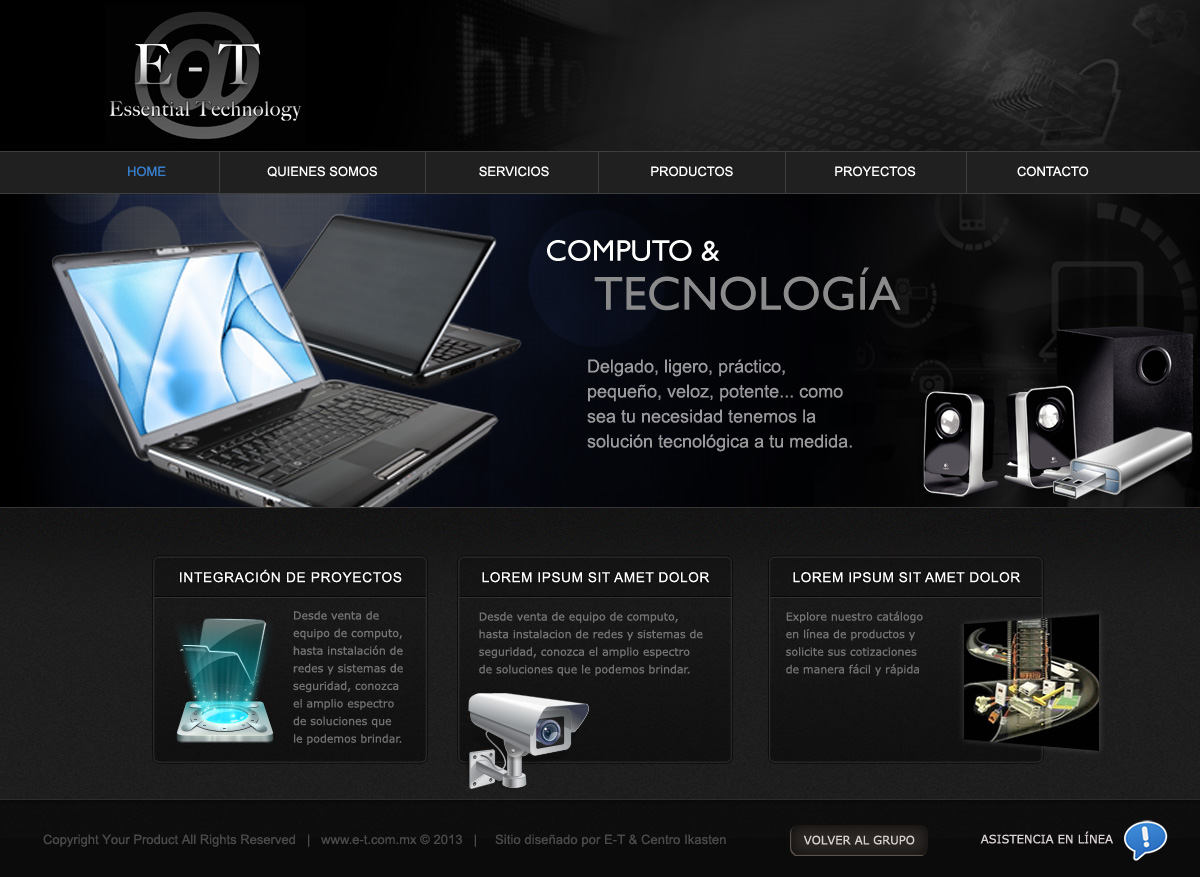 http
E-T
Essential Technology
HOME
QUIENES SOMOS
SERVICIOS
PRODUCTOS
PROYECTOS
CONTACTO
COMPUTO &
TECNOLOGÍA
Delgado, ligero, práctico,
pequeño, veloz, potente... como
sea tu necesidad tenemos la
solución tecnológica a tu medida.
INTEGRACIÓN DE PROYECTOS
Desde venta de
equipo de computo,
hasta instalación de
redes y sistemas de
seguridad, conozca
el amplio espectro
de soluciones que
le podemos brindar.
LOREM IPSUM SIT AMET DOLOR
Desde venta de equipo de computo,
hasta instalacion de redes y sistemas de
seguridad, conozca el amplio espectro
de soluciones que le podemos brindar.
LOREM IPSUM SIT AMET DOLOR
Explore nuestro catálogo
en línea de productos y
solicite sus cotizaciones
de manera fácil y rápida
Copyright Your Product All Rights Reserved | www.e-t.com.mx © 2013 | Sitio diseñado por E-T & Centro Ikasten
VOLVER AL GRUPO
ASISTENCIA EN LÍNEA